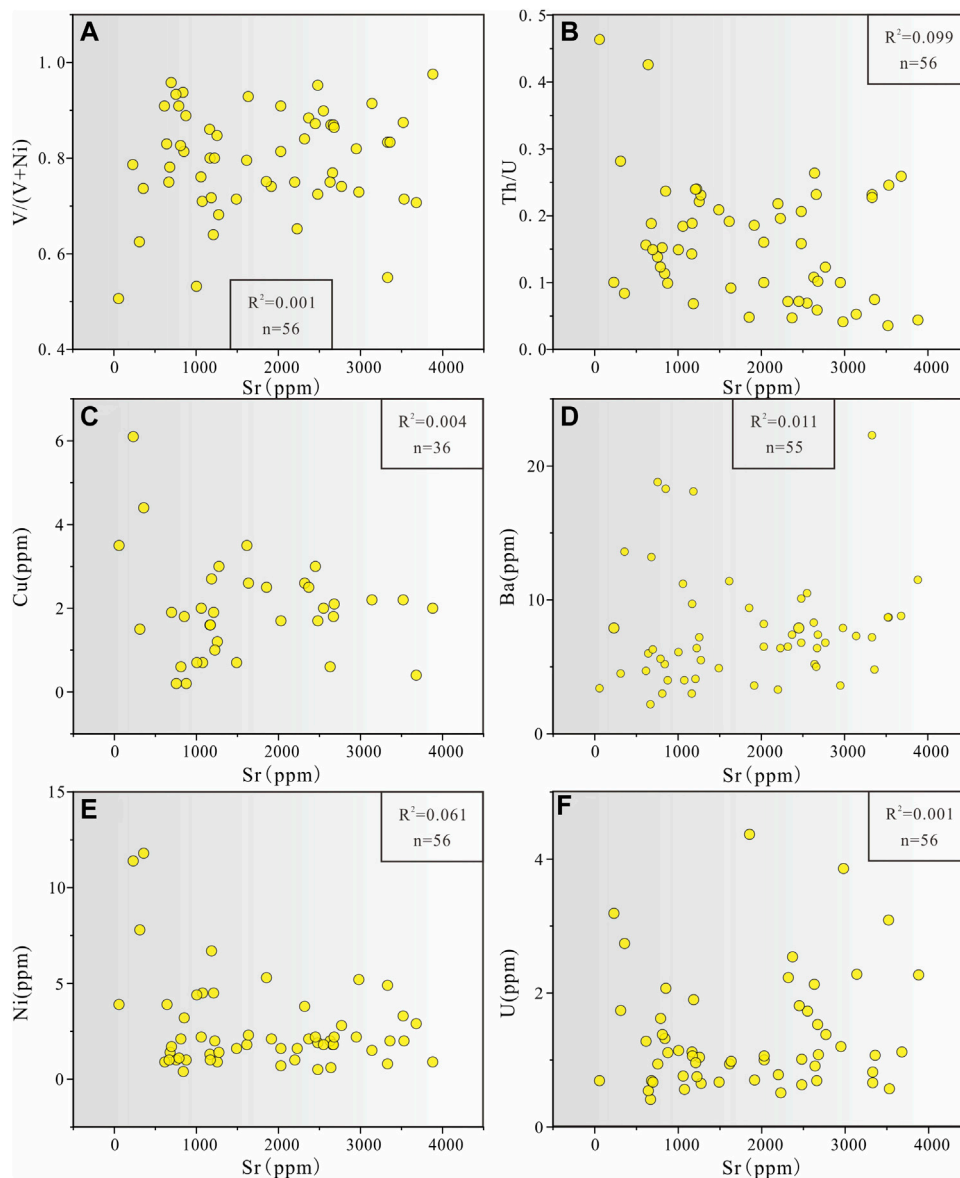 A
R²=0.001
n=56
V/(V+Ni)
1.0
0.8
0.6
0.4
0 1000 2000 3000 4000
Sr(ppm)
B
R²=0.099
n=56
Th/U
0.5
0.4
0.3
0.2
0.1
0.0
0 1000 2000 3000 4000
Sr(ppm)
C
R²=0.004
n=36
Cu(ppm)
6
4
2
0
0 1000 2000 3000 4000
Sr(ppm)
D
R²=0.011
n=55
Ba(ppm)
20
10
0
0 1000 2000 3000 4000
Sr(ppm)
E
R²=0.061
n=56
Ni(ppm)
15
10
5
0
0 1000 2000 3000 4000
Sr(ppm)
F
R²=0.001
n=56
U(ppm)
4
2
0
0 1000 2000 3000 4000
Sr(ppm)